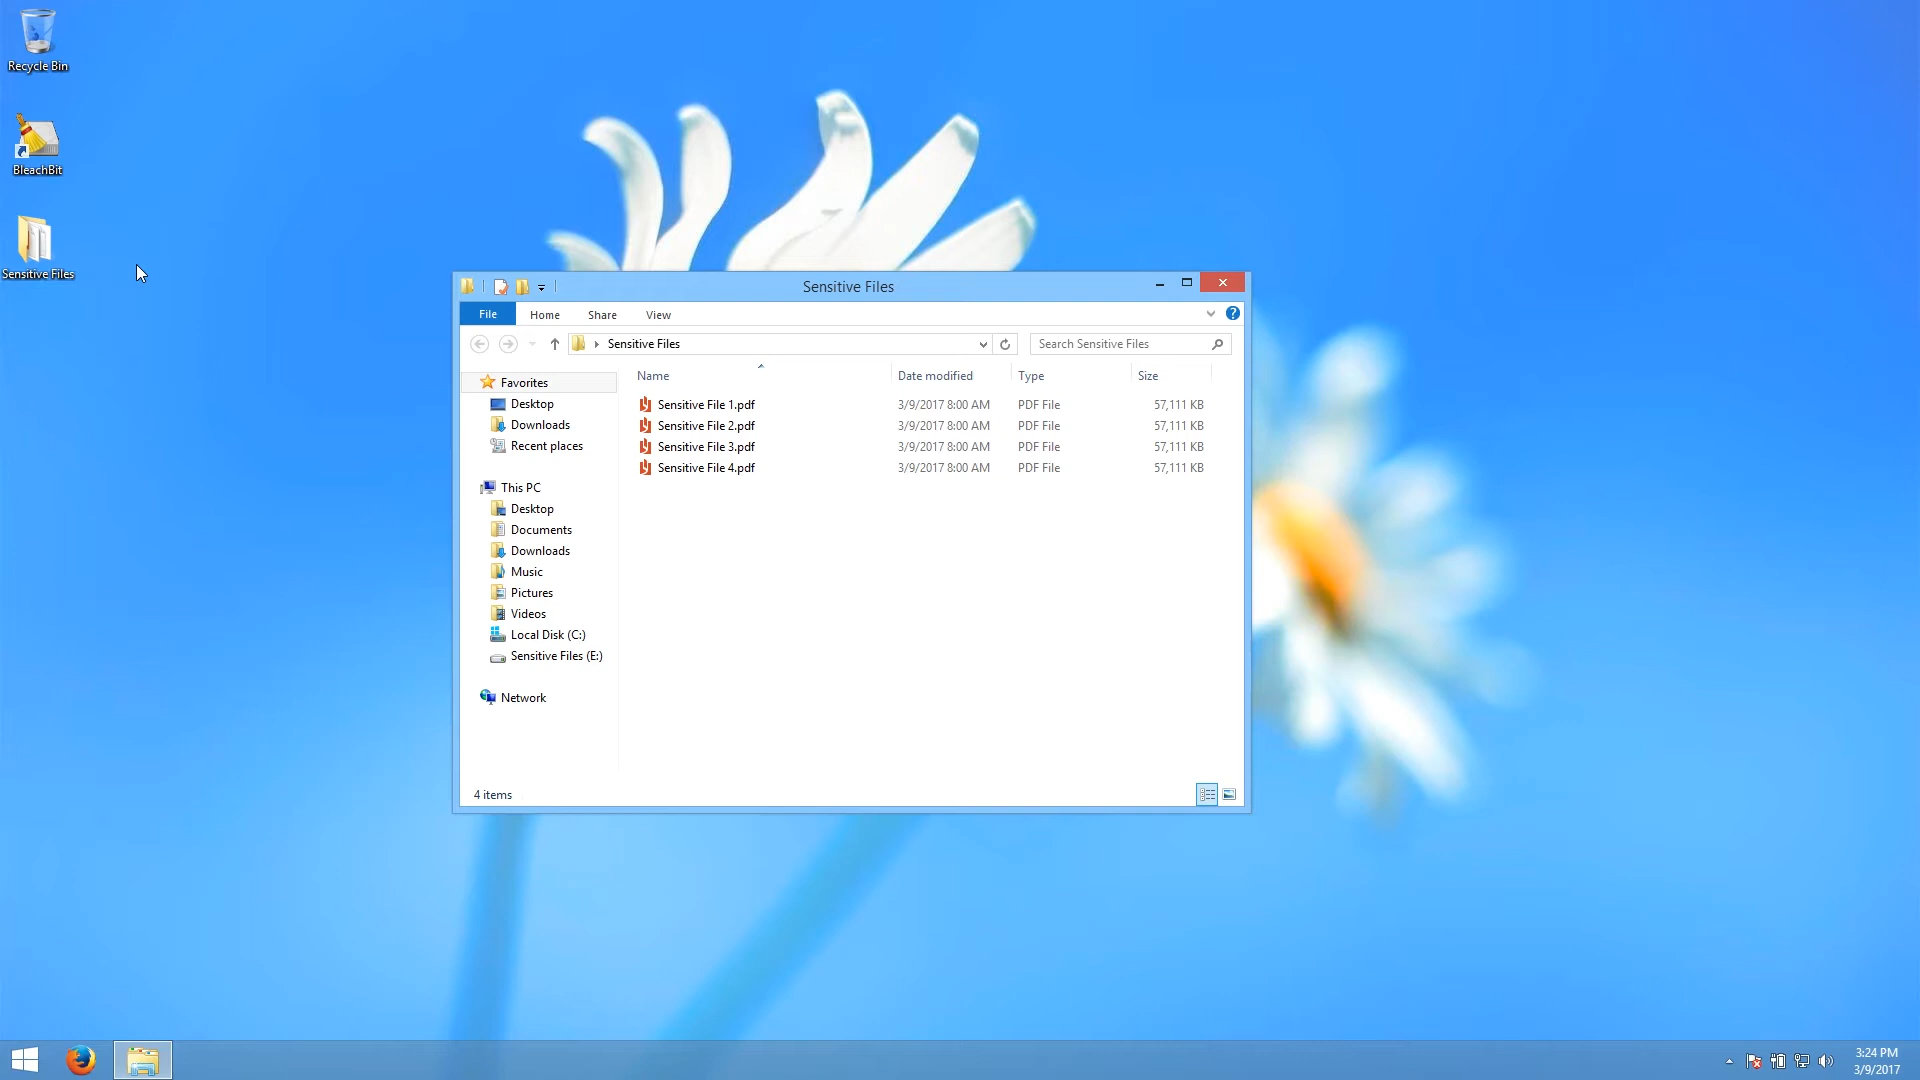 Recycle Bin
BleachBit
Sensitive Files
Sensitive Files
File Home Share View
Sensitive Files
Search Sensitive Files
Name Date modified Type Size
Sensitive File 1.pdf 3/9/2017 8:00 AM PDF File 57,111 KB
Sensitive File 2.pdf 3/9/2017 8:00 AM PDF File 57,111 KB
Sensitive File 3.pdf 3/9/2017 8:00 AM PDF File 57,111 KB
Sensitive File 4.pdf 3/9/2017 8:00 AM PDF File 57,111 KB
Favorites
Desktop
Downloads
Recent places
This PC
Desktop
Documents
Downloads
Music
Pictures
Videos
Local Disk (C:)
Sensitive Files (E:)
Network
4 items
3:24 PM
3/9/2017